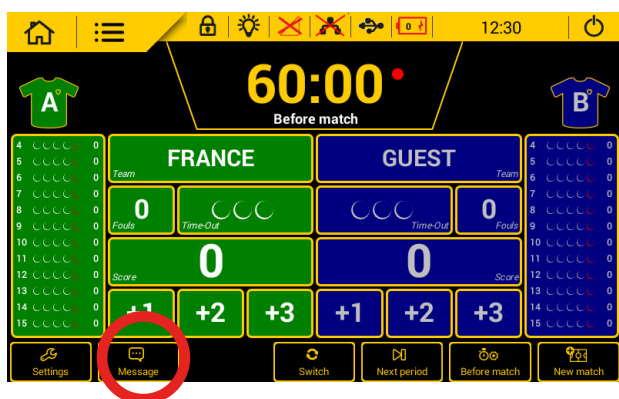 0
12:30
60:00
Before match
A
B
FRANCE
Team
GUEST
Team
4 0
5 0
6 0
7 0
8 0
9 0
10 0
11 0
12 0
13 0
14 0
15 0
0
Fouls
Time-Out
Time-Out
0
Fouls
0
Score
0
Score
+1 +2 +3 +1 +2 +3
4 0
5 0
6 0
7 0
8 0
9 0
10 0
11 0
12 0
13 0
14 0
15 0
Settings
Message
Switch
Next period
Before match
New match